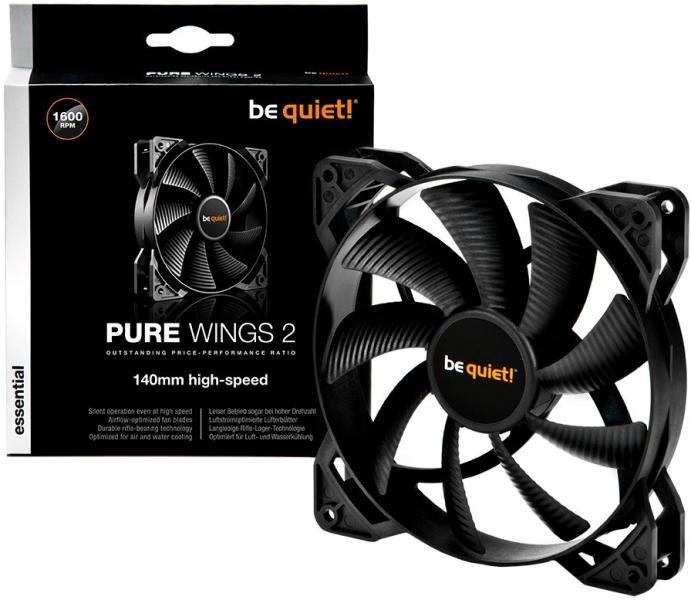 be quiet!®
1600
RPM
be quiet!
PURE WINGS 2
OUTSTANDING PRICE-PERFORMANCE RATIO
140mm high-speed
Silent operation even at high speed
Airflow-optimized fan blades
Durable rifle-bearing technology
Optimized for air and water cooling
Leiser Betrieb sogar bei hoher Drehzahl
Luftstromoptimierte Lüfterblätter
Langlebige Rifle-Lager-Technologie
Optimiert für Luft- und Wasserkühlung
essential
be quiet!®